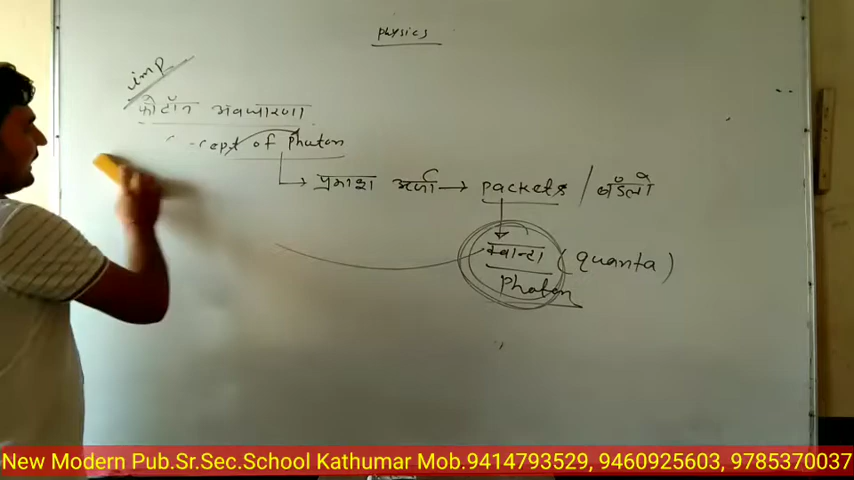 physics
imp
फोटॉन अवधारणा
cept of photon
प्रकाश ऊर्जा → packets / बंडलो
क्वान्टा (quanta)
photon
New Modern Pub.Sr.Sec.School Kathumar Mob.9414793529, 9460925603, 9785370037